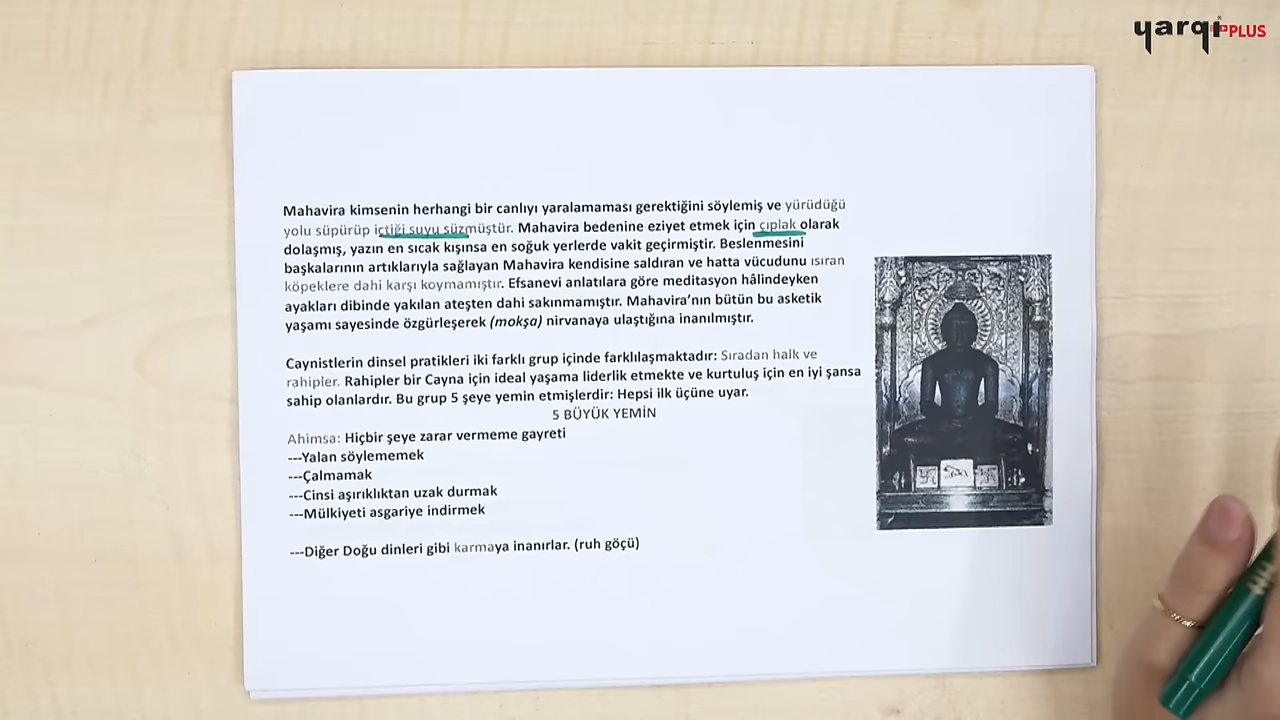 yarqi PLUS
Mahavira kimsenin herhangi bir canlıyı yaralamaması gerektiğini söylemiş ve yürüdüğü
yolu süpürüp içtiği suyu süzmüştür. Mahavira bedenine eziyet etmek için çıplak olarak
dolaşmış, yazın en sıcak kışınsa en soğuk yerlerde vakit geçirmiştir. Beslenmesini
başkalarının artıklarıyla sağlayan Mahavira kendisine saldıran ve hatta vücudunu ısıran
köpeklere dahi karşı koymamıştır. Efsanevi anlatılara göre meditasyon hâlindeyken
ayakları dibinde yakılan ateşten dahi sakınmamıştır. Mahavira'nın bütün bu asketik
yaşamı sayesinde özgürleşerek (mokşa) nirvanaya ulaştığına inanılmıştır.
Caynistlerin dinsel pratikleri iki farklı grup içinde farklılaşmaktadır: Sıradan halk ve
rahipler. Rahipler bir Cayna için ideal yaşama liderlik etmekte ve kurtuluş için en iyi şansa
sahip olanlardır. Bu grup 5 şeye yemin etmişlerdir: Hepsi ilk üçüne uyar.
5 BÜYÜK YEMİN
Ahimsa: Hiçbir şeye zarar vermeme gayreti
---Yalan söylememek
---Çalmamak
---Cinsi aşırıklıktan uzak durmak
---Mülkiyeti asgariye indirmek
---Diğer Doğu dinleri gibi karmaya inanırlar. (ruh göçü)